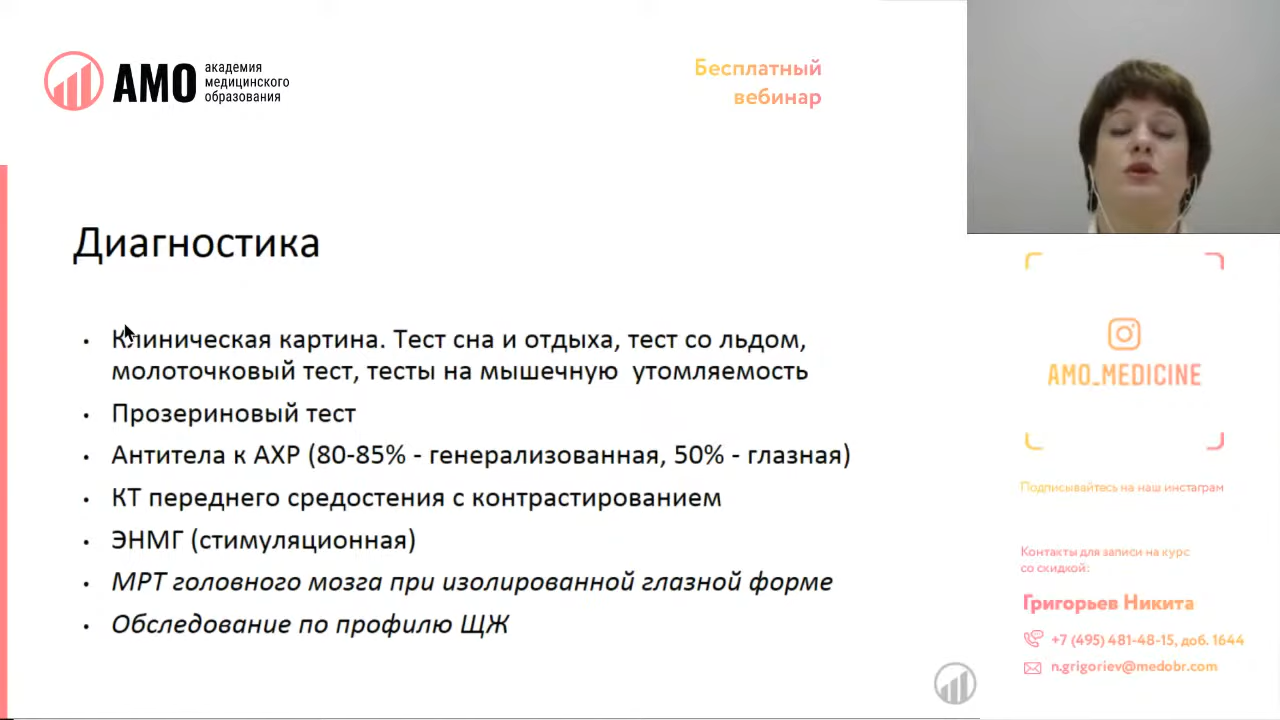 АМО
академия
медицинского
образования
Бесплатный
вебинар
Диагностика
• Клиническая картина. Тест сна и отдыха, тест со льдом,
молоточковый тест, тесты на мышечную утомляемость
• Прозериновый тест
• Антитела к АХР (80-85% - генерализованная, 50% - глазная)
• КТ переднего средостения с контрастированием
• ЭНМГ (стимуляционная)
• МРТ головного мозга при изолированной глазной форме
• Обследование по профилю ЩЖ
AMO_MEDICINE
Подписывайтесь на наш инстаграм
Контакты для записи на курс
со скидкой:
Григорьев Никита
+7 (495) 481-48-15, доб. 1644
n.grigoriev@medobr.com